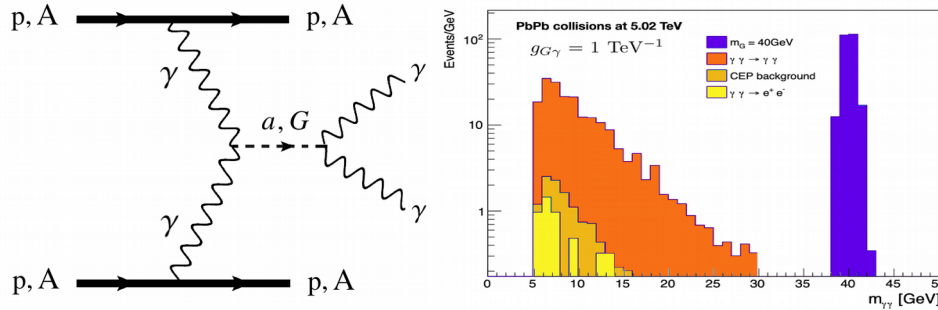 p, A
p, A
γ
γ
a, G
γ
γ
p, A
p, A
PbPb collisions at 5.02 TeV
g_{Gγ} = 1 TeV⁻¹
m_G = 40GeV
γ γ → γ γ
CEP background
γ γ → e⁺ e⁻
Events/GeV
10²
10
1
0 5 10 15 20 25 30 35 40 45 50
m_{γγ} [GeV]